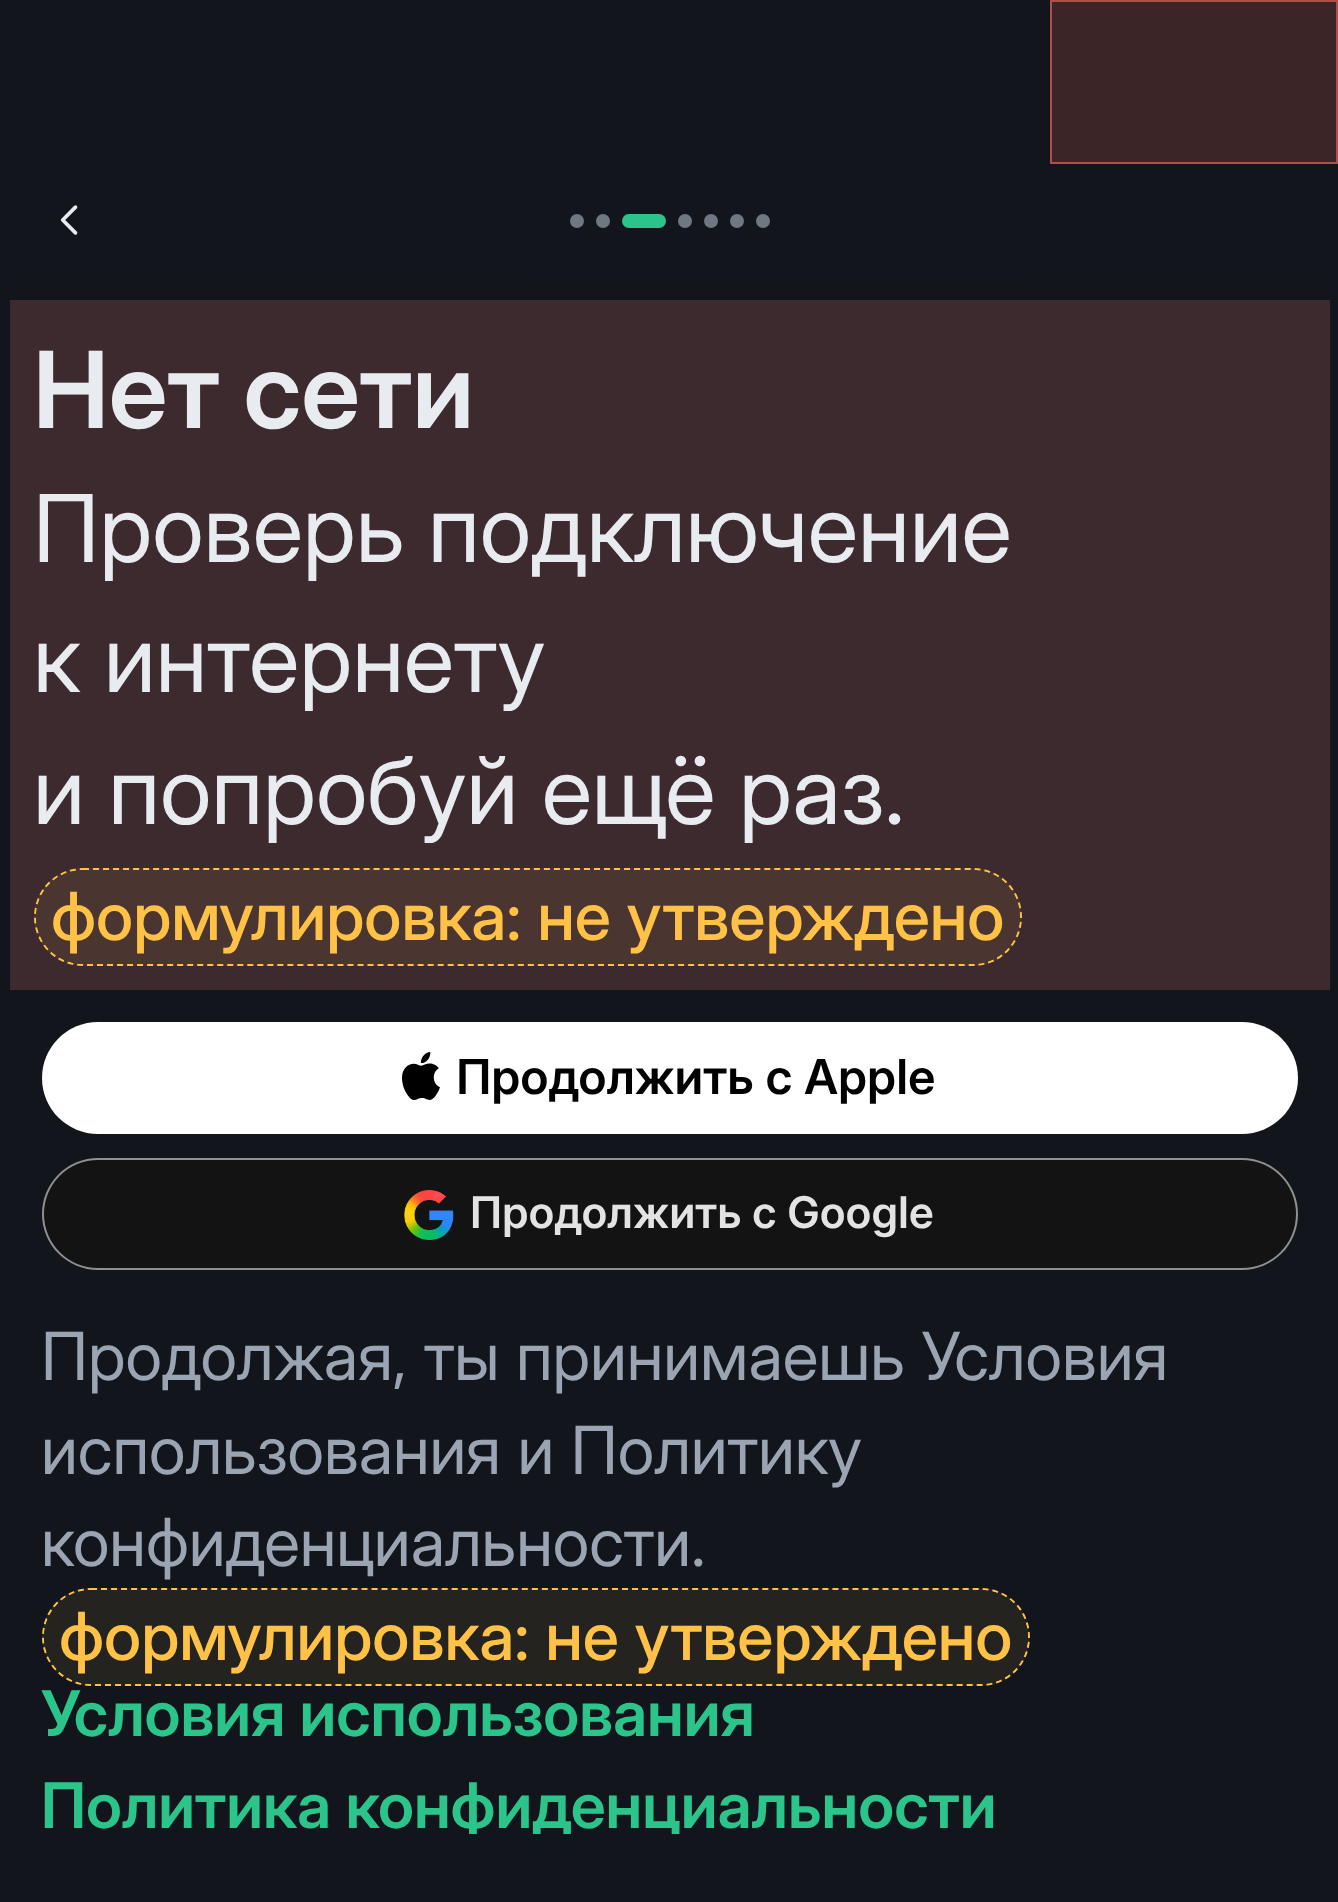 Нет сети
Проверь подключение
к интернету
и попробуй ещё раз.
формулировка: не утверждено
Продолжить с Apple
Продолжить с Google
Продолжая, ты принимаешь Условия
использования и Политику
конфиденциальности.
формулировка: не утверждено
Условия использования
Политика конфиденциальности